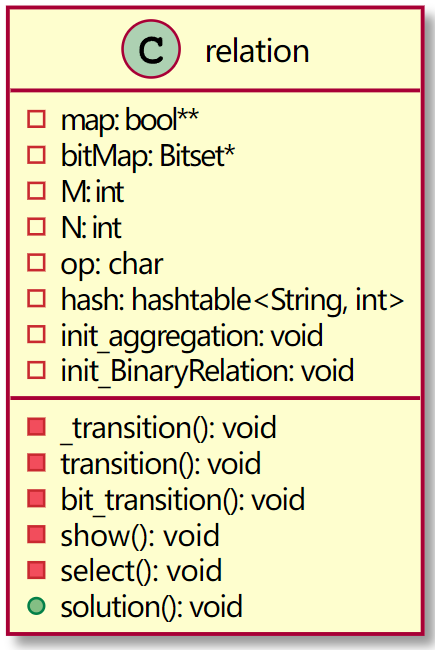 C relation
map: bool**
bitMap: Bitset*
M: int
N: int
op: char
hash: hashtable<String, int>
init_aggregation: void
init_BinaryRelation: void
_transition(): void
transition(): void
bit_transition(): void
show(): void
select(): void
solution(): void